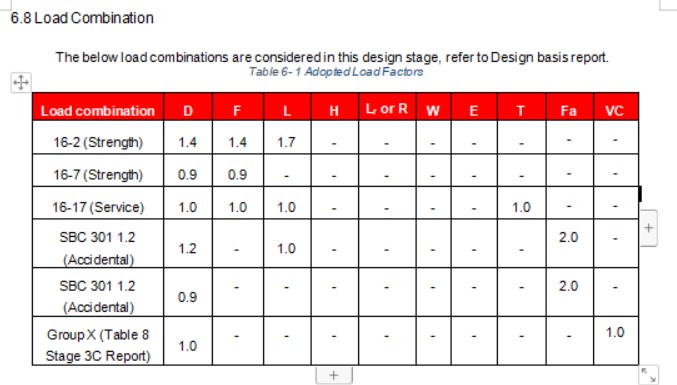 6.8 Load Combination
The below load combinations are considered in this design stage, refer to Design basis report.
Table 6- 1 Adopted Load Factors
Load combination D F L H Lr or R W E T Fa VC
16-2 (Strength) 1.4 1.4 1.7 - - - - - - -
16-7 (Strength) 0.9 0.9 - - - - - - - -
16-17 (Service) 1.0 1.0 1.0 - - - - 1.0 - -
SBC 301 1.2
(Accidental) 1.2 - 1.0 - - - - - 2.0 -
SBC 301 1.2
(Accidental) 0.9 - - - - - - - 2.0 -
Group X (Table 8
Stage 3C Report) 1.0 - - - - - - - - 1.0